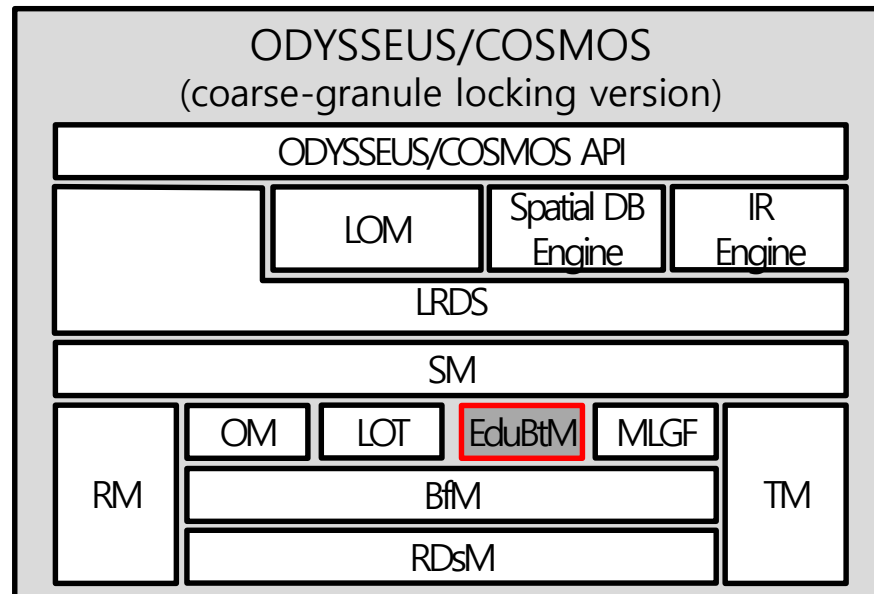 ODYSSEUS/COSMOS
(coarse-granule locking version)
ODYSSEUS/COSMOS API
LOM
Spatial DB
Engine
IR
Engine
LRDS
SM
RM
OM
LOT
EduBtM
MLGF
TM
BfM
RDsM